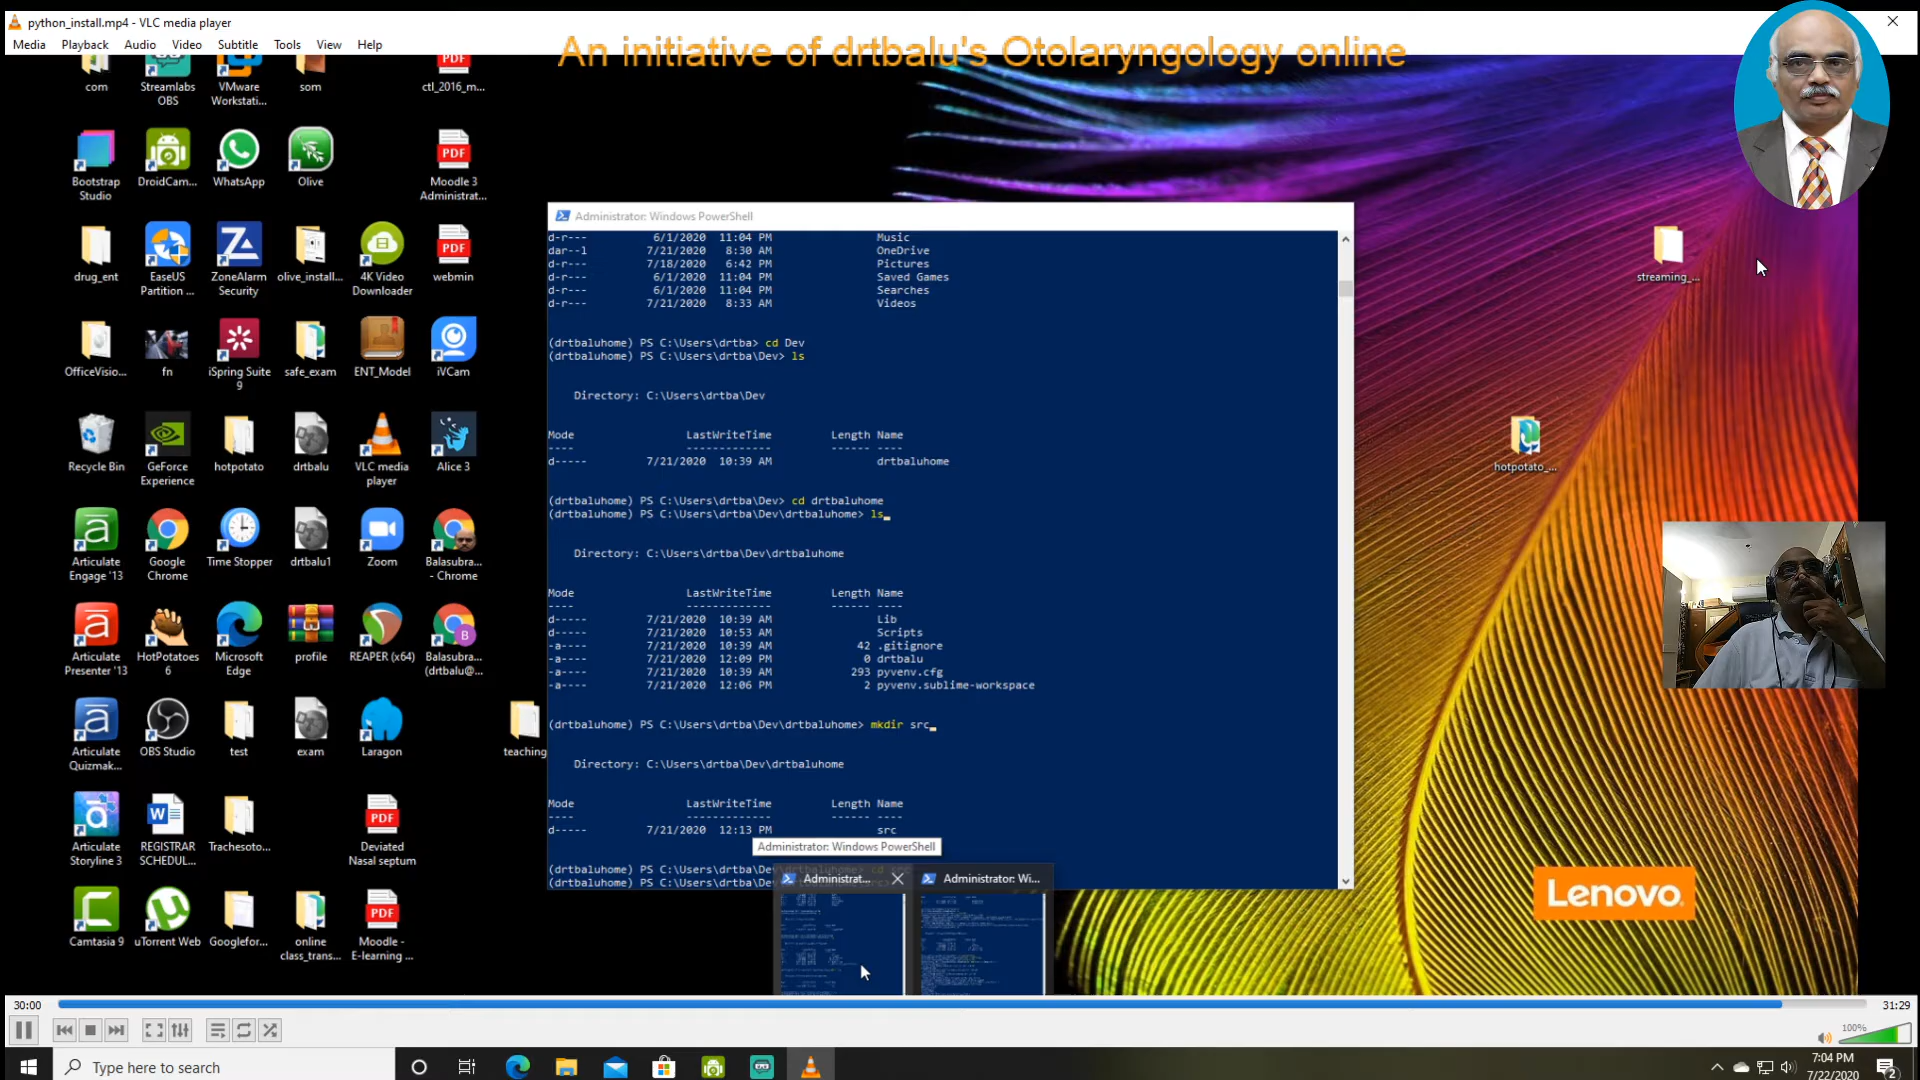 python_install.mp4 - VLC media player
Media Playback Audio Video Subtitle Tools View Help
An initiative of drtbalu's Otolaryngology online
com
Streamlabs OBS
VMware Workstati...
som
ctl_2016_m...
Bootstrap Studio
DroidCam...
WhatsApp
Olive
Moodle 3 Administrat...
drug_ent
EaseUS Partition ...
ZoneAlarm Security
olive_install...
4K Video Downloader
webmin
OfficeVisio...
fn
iSpring Suite 9
safe_exam
ENT_Model
iVCam
Recycle Bin
GeForce Experience
hotpotato
drtbalu
VLC media player
Alice 3
Articulate Engage '13
Google Chrome
Time Stopper
drtbalu1
Zoom
Balasubra... - Chrome
Articulate Presenter '13
HotPotatoes 6
Microsoft Edge
profile
REAPER (x64)
Balasubra... (drtbalu@...
Articulate Quizmak...
OBS Studio
test
exam
Laragon
teaching
Articulate Storyline 3
REGISTRAR SCHEDUL...
Trachesoto...
Deviated Nasal septum
Camtasia 9
uTorrent Web
Googlefor...
online class_trans...
Moodle - E-learning ...
streaming_...
hotpotato_...
Lenovo
Administrator: Windows PowerShell
d-r--- 6/1/2020 11:04 PM Music
dar--l 7/21/2020 8:30 AM OneDrive
d-r--- 7/18/2020 6:42 PM Pictures
d-r--- 6/1/2020 11:04 PM Saved Games
d-r--- 6/1/2020 11:04 PM Searches
d-r--- 7/21/2020 8:33 AM Videos
(drtbaluhome) PS C:\Users\drtba> cd Dev
(drtbaluhome) PS C:\Users\drtba\Dev> ls
Directory: C:\Users\drtba\Dev
Mode LastWriteTime Length Name
---- ------------- ------ ----
d----- 7/21/2020 10:39 AM drtbaluhome
(drtbaluhome) PS C:\Users\drtba\Dev> cd drtbaluhome
(drtbaluhome) PS C:\Users\drtba\Dev\drtbaluhome> ls
Directory: C:\Users\drtba\Dev\drtbaluhome
Mode LastWriteTime Length Name
---- ------------- ------ ----
d----- 7/21/2020 10:39 AM Lib
d----- 7/21/2020 10:53 AM Scripts
-a---- 7/21/2020 10:39 AM 42 .gitignore
-a---- 7/21/2020 12:09 PM 0 drtbalu
-a---- 7/21/2020 10:39 AM 293 pyvenv.cfg
-a---- 7/21/2020 12:06 PM 2 pyvenv.sublime-workspace
(drtbaluhome) PS C:\Users\drtba\Dev\drtbaluhome> mkdir src
Directory: C:\Users\drtba\Dev\drtbaluhome
Mode LastWriteTime Length Name
---- ------------- ------ ----
d----- 7/21/2020 12:13 PM src
Administrator: Windows PowerShell
(drtbaluhome) PS C:\Users\drtba\Dev
(drtbaluhome) PS C:\Users\drtba\Dev
Administrat...
Administrator: Wi...
30:00
31:29
100%
Type here to search
7:04 PM
7/22/2020
2